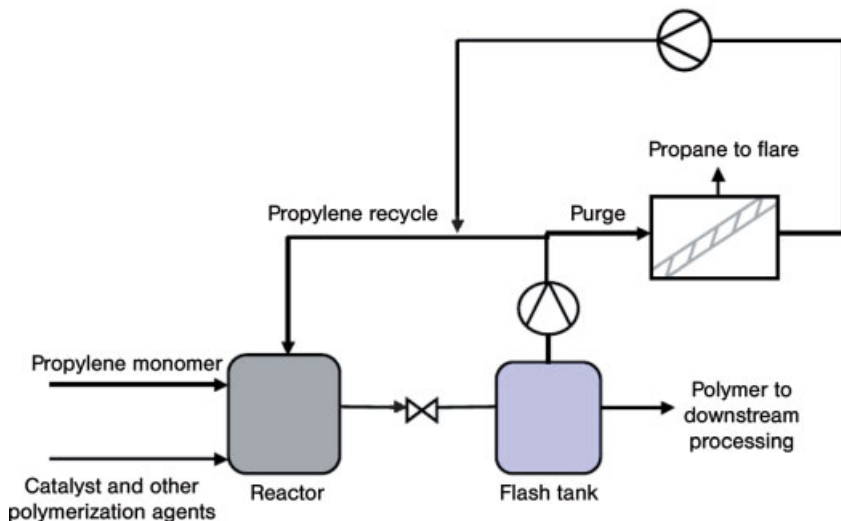 Propane to flare
Propylene recycle
Purge
Propylene monomer
Polymer to
downstream
processing
Catalyst and other
polymerization agents
Reactor
Flash tank